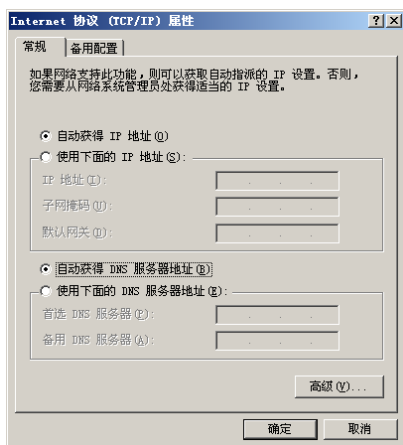 Internet 协议 (TCP/IP) 属性
常规
备用配置
如果网络支持此功能，则可以获取自动指派的 IP 设置。否则，
您需要从网络系统管理员处获得适当的 IP 设置。
自动获得 IP 地址(O)
使用下面的 IP 地址(S):
IP 地址(I):
子网掩码(U):
默认网关(D):
自动获得 DNS 服务器地址(B)
使用下面的 DNS 服务器地址(E):
首选 DNS 服务器(P):
备用 DNS 服务器(A):
高级(V)...
确定
取消